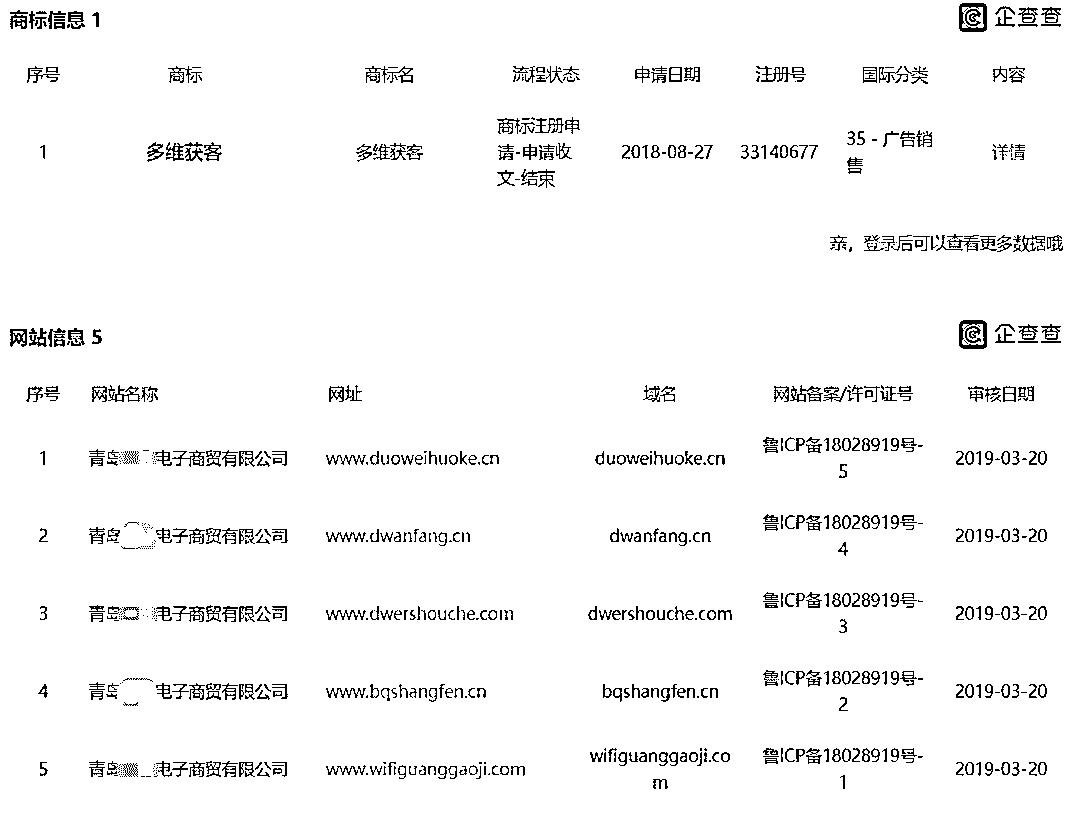 商标信息 1
企查查
序号 商标 商标名 流程状态 申请日期 注册号 国际分类 内容
1 多维获客 多维获客 商标注册申请-申请收文-结束 2018-08-27 33140677 35 - 广告销售 详情
亲，登录后可以查看更多数据哦
网站信息 5
企查查
序号 网站名称 网址 域名 网站备案/许可证号 审核日期
1 青岛 电子商贸有限公司 www.duoweihuoke.cn duoweihuoke.cn 鲁ICP备18028919号-5 2019-03-20
2 青岛 电子商贸有限公司 www.dwanfang.cn dwanfang.cn 鲁ICP备18028919号-4 2019-03-20
3 青岛 电子商贸有限公司 www.dwershouche.com dwershouche.com 鲁ICP备18028919号-3 2019-03-20
4 青岛 电子商贸有限公司 www.bqshangfen.cn bqshangfen.cn 鲁ICP备18028919号-2 2019-03-20
5 青岛 电子商贸有限公司 www.wifiguanggaoji.com wifiguanggaoji.com 鲁ICP备18028919号-1 2019-03-20